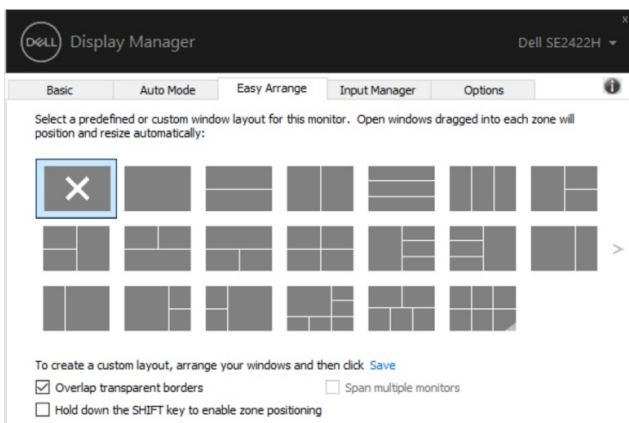 x
DELL Display Manager Dell SE2422H
Basic Auto Mode Easy Arrange Input Manager Options i
Select a predefined or custom window layout for this monitor. Open windows dragged into each zone will
position and resize automatically:
To create a custom layout, arrange your windows and then click Save
Overlap transparent borders Span multiple monitors
Hold down the SHIFT key to enable zone positioning